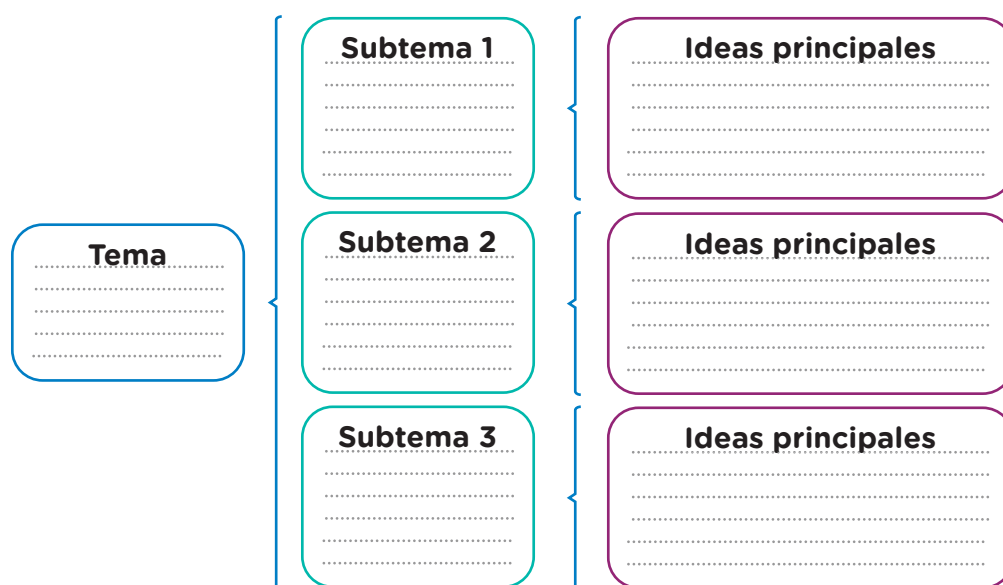 Subtema 1
Ideas principales
Tema
Subtema 2
Ideas principales
Subtema 3
Ideas principales